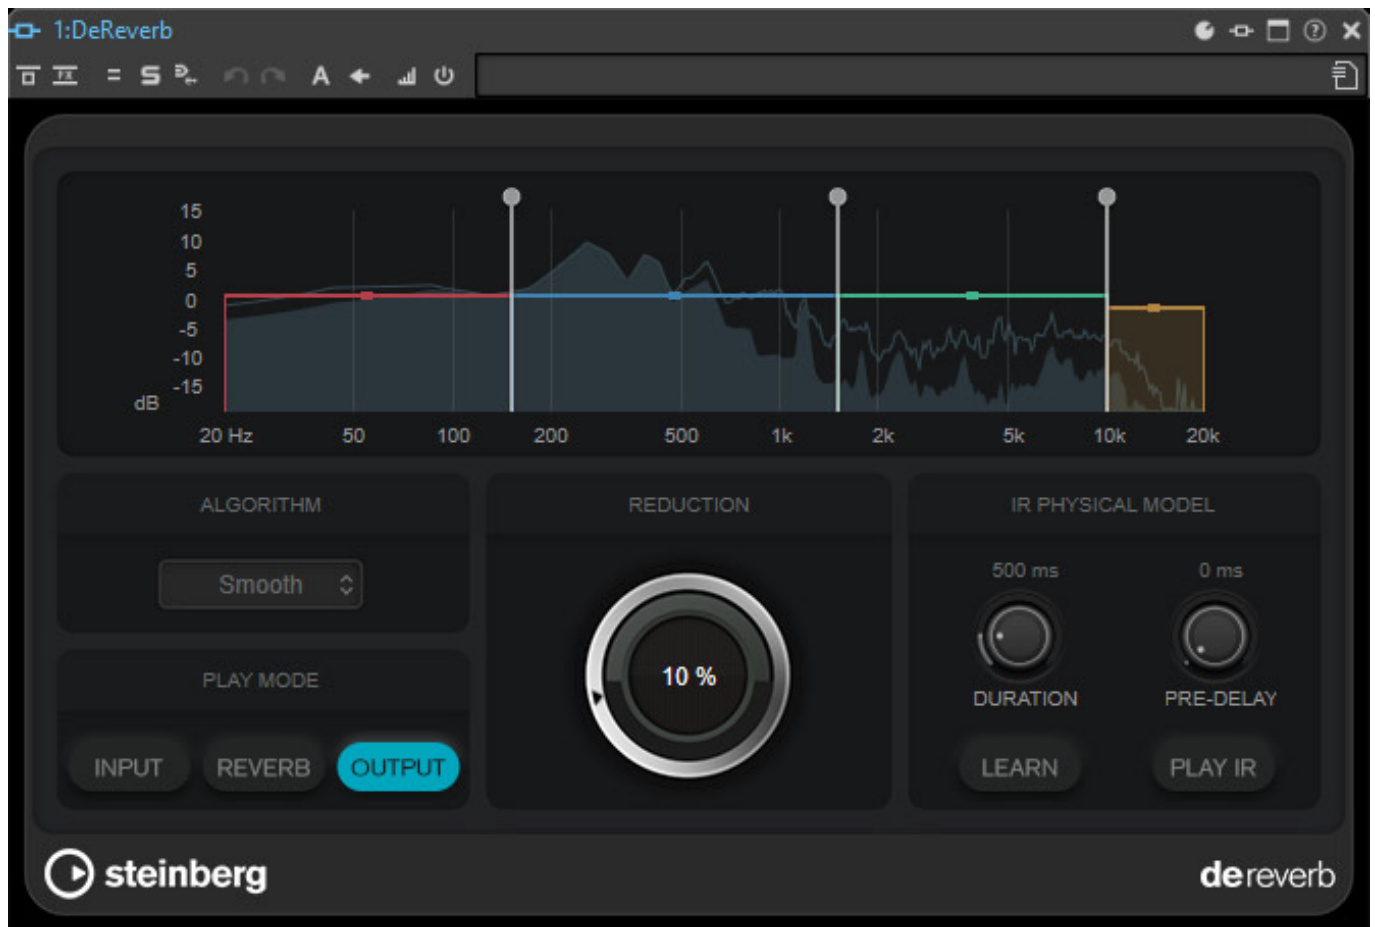 1:DeReverb
FX = S A
15
10
5
0
-5
-10
-15
dB
20 Hz 50 100 200 500 1k 2k 5k 10k 20k
ALGORITHM
Smooth
PLAY MODE
INPUT REVERB OUTPUT
REDUCTION
10 %
IR PHYSICAL MODEL
500 ms 0 ms
DURATION PRE-DELAY
LEARN PLAY IR
steinberg
dereverb